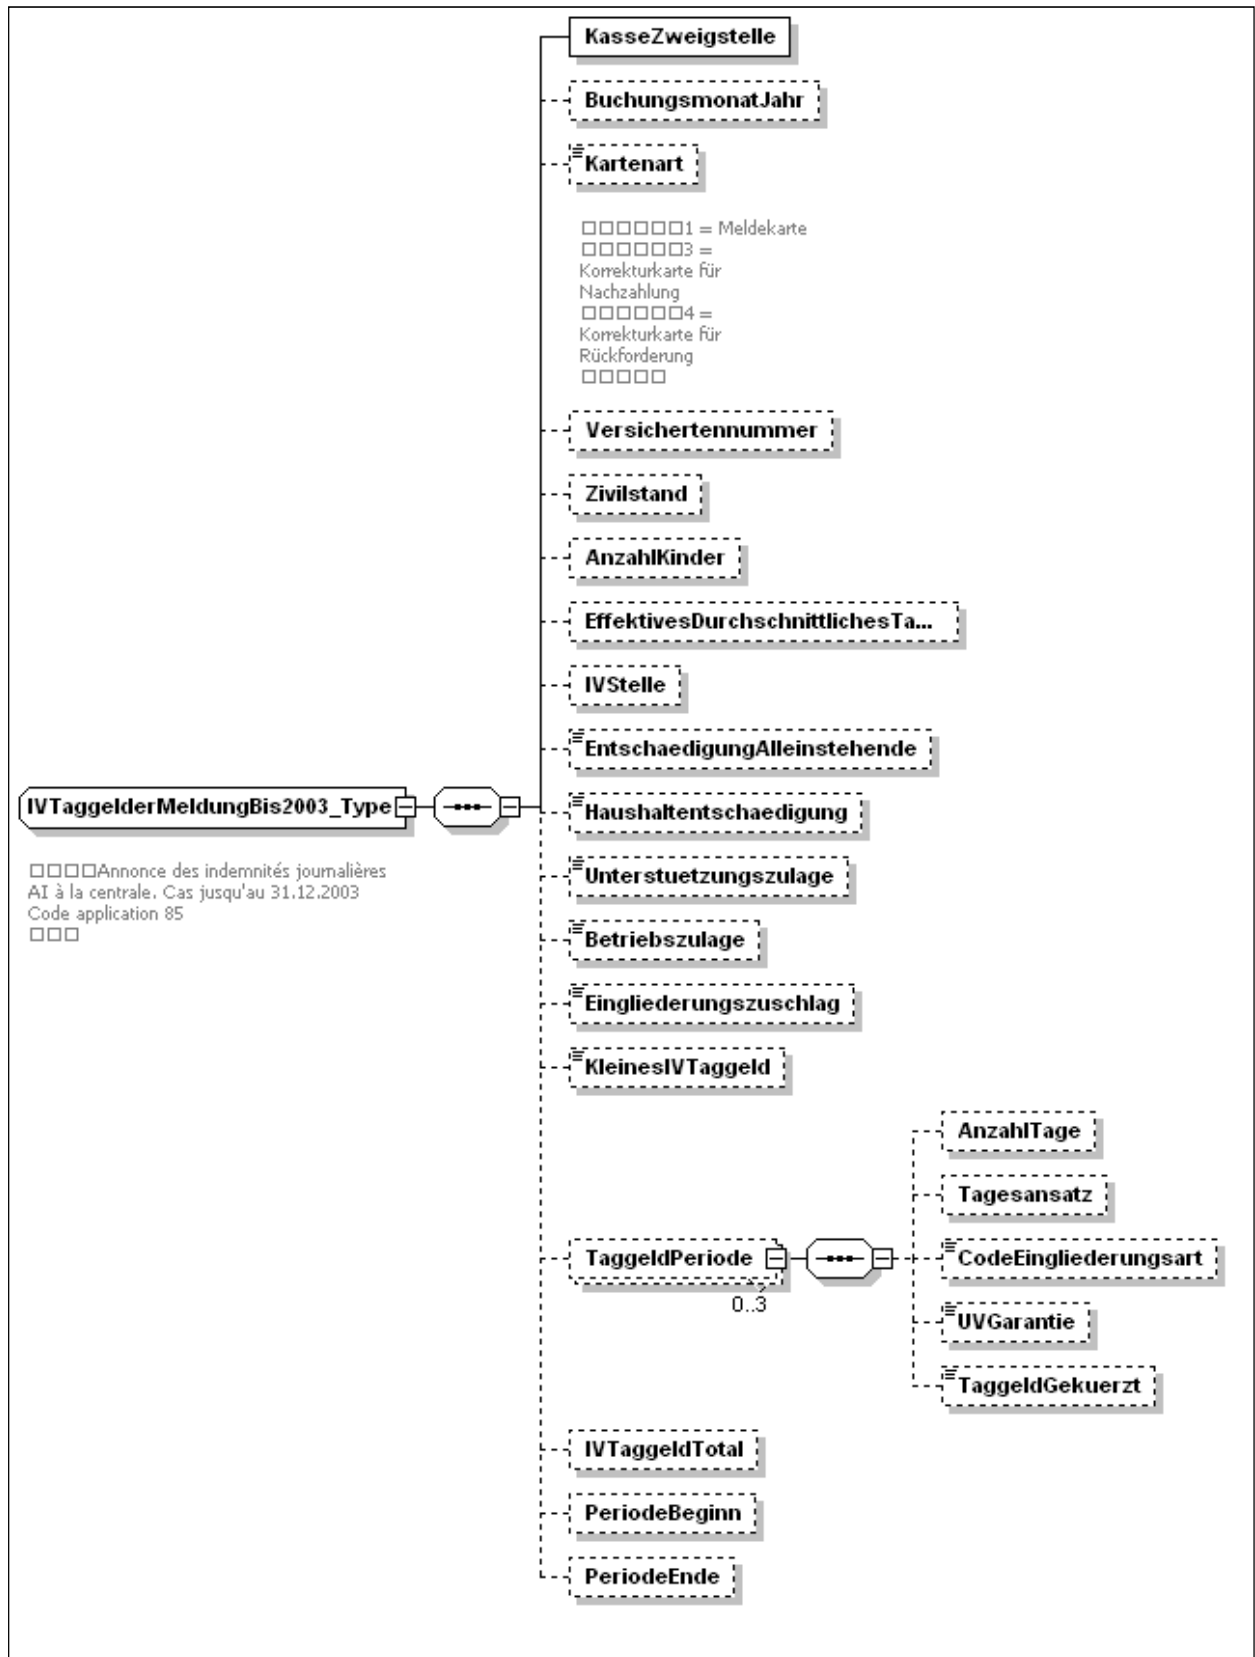 KasseZweigstelle
BuchungsmonatJahr
Kartenart
□□□□□□1 = Meldekarte
□□□□□□3 =
Korrekturkarte für
Nachzahlung
□□□□□□4 =
Korrekturkarte für
Rückforderung
□□□□□
Versichertennummer
Zivilstand
AnzahlKinder
EffektivesDurchschnittlichesTa...
IVStelle
EntschaedigungAlleinstehende
IVTaggelderMeldungBis2003_Type
□□□□Annonce des indemnités journalières
AI à la centrale. Cas jusqu'au 31.12.2003
Code application 85
□□□
Haushaltentschaedigung
Unterstuetzungszulage
Betriebszulage
Eingliederungszuschlag
KleinesIVTaggeld
TaggeldPeriode
0..3
AnzahlTage
Tagesansatz
CodeEingliederungsart
UVGarantie
TaggeldGekuerzt
IVTaggeldTotal
PeriodeBeginn
PeriodeEnde